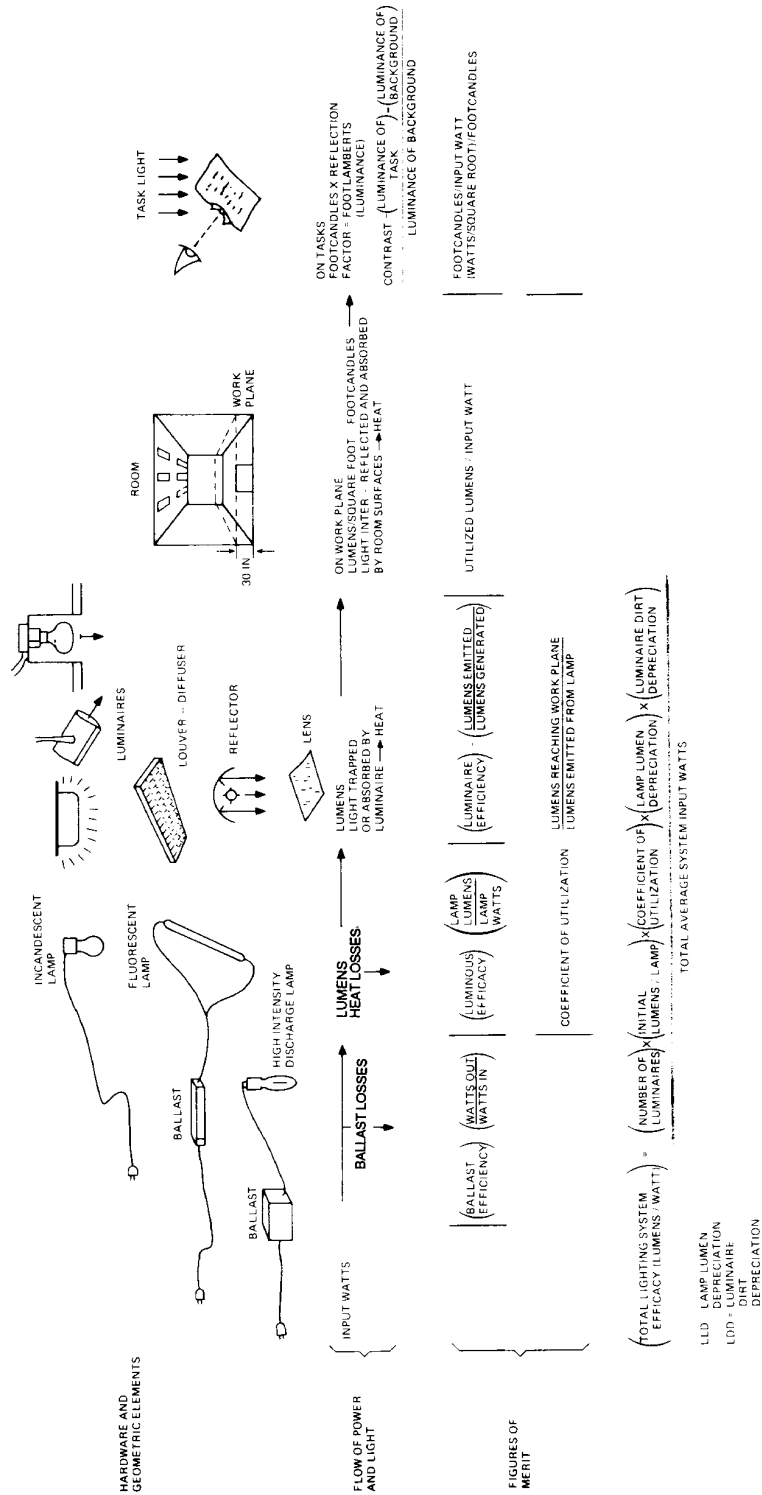 HARDWARE AND
GEOMETRIC ELEMENTS
INCANDESCENT
LAMP
BALLAST
FLUORESCENT
LAMP
BALLAST
HIGH INTENSITY
DISCHARGE LAMP
LUMINAIRES
LOUVER - DIFFUSER
REFLECTOR
LENS
ROOM
30 IN
WORK
PLANE
TASK LIGHT
FLOW OF POWER
AND LIGHT
INPUT WATTS
BALLAST LOSSES
LUMENS
HEAT LOSSES
LUMENS
LIGHT TRAPPED
OR ABSORBED BY
LUMINAIRE → HEAT
ON WORK PLANE
LUMENS/SQUARE FOOT FOOTCANDLES
LIGHT INTER - REFLECTED AND ABSORBED
BY ROOM SURFACES → HEAT
ON TASKS
FOOTCANDLES X REFLECTION
FACTOR = FOOTLAMBERTS
(LUMINANCE)
CONTRAST - (LUMINANCE OF TASK) - (LUMINANCE OF BACKGROUND)
LUMINANCE OF BACKGROUND
FIGURES OF
MERIT
(BALLAST
EFFICIENCY)
(WATTS OUT
WATTS IN)
(LUMINOUS
EFFICACY)
(LAMP
LUMENS
LAMP
WATTS)
(LUMINAIRE
EFFICIENCY) -
(LUMENS EMITTED
LUMENS GENERATED)
UTILIZED LUMENS / INPUT WATT
FOOTCANDLES/INPUT WATT
(WATTS/SQUARE ROOT)/FOOTCANDLES
COEFFICIENT OF UTILIZATION
LUMENS REACHING WORK PLANE
LUMENS EMITTED FROM LAMP
(TOTAL LIGHTING SYSTEM
EFFICACY (LUMENS / WATT)) =
(NUMBER OF LUMINAIRES) X (INITIAL LUMENS / LAMP) X (COEFFICIENT OF UTILIZATION) X (LAMP LUMEN DEPRECIATION) X (LUMINAIRE DIRT DEPRECIATION)
TOTAL AVERAGE SYSTEM INPUT WATTS
LLD LAMP LUMEN
DEPRECIATION
LDD = LUMINAIRE
DIRT
DEPRECIATION